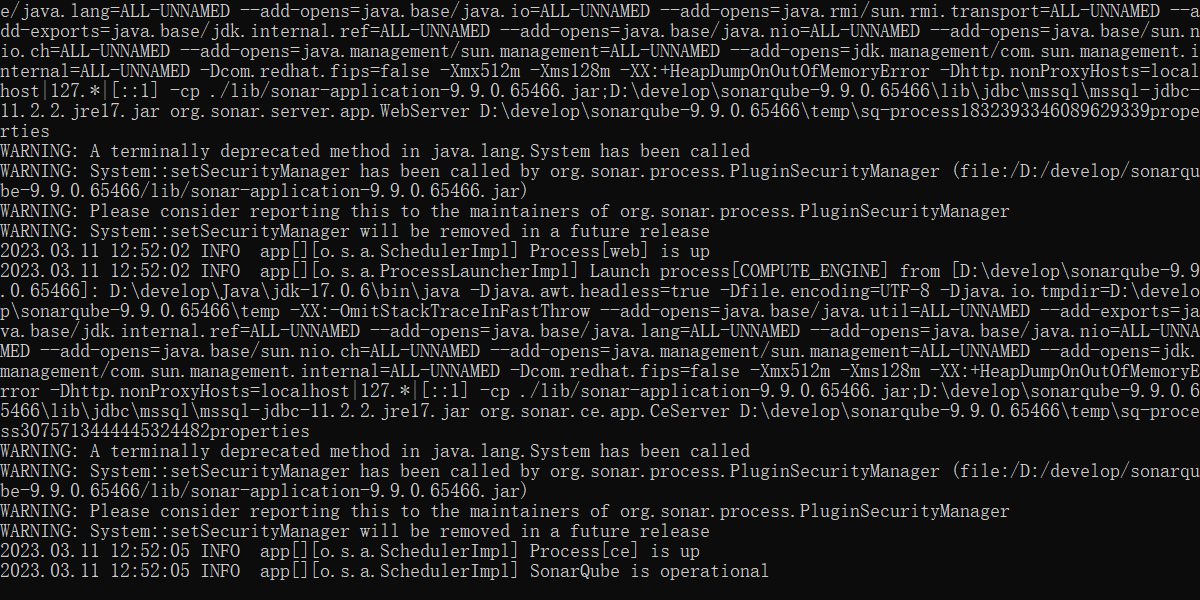 e/java.lang=ALL-UNNAMED --add-opens=java.base/java.io=ALL-UNNAMED --add-opens=java.rmi/sun.rmi.transport=ALL-UNNAMED --a
dd-exports=java.base/jdk.internal.ref=ALL-UNNAMED --add-opens=java.base/java.nio=ALL-UNNAMED --add-opens=java.base/sun.n
io.ch=ALL-UNNAMED --add-opens=java.management/sun.management=ALL-UNNAMED --add-opens=jdk.management/com.sun.management.i
nternal=ALL-UNNAMED -Dcom.redhat.fips=false -Xmx512m -Xms128m -XX:+HeapDumpOnOutOfMemoryError -Dhttp.nonProxyHosts=local
host|127.*|[::1] -cp ./lib/sonar-application-9.9.0.65466.jar;D:\develop\sonarqube-9.9.0.65466\lib\jdbc\mssql\mssql-jdbc-
11.2.2.jre17.jar org.sonar.server.app.WebServer D:\develop\sonarqube-9.9.0.65466\temp\sq-process1832393346089629339prope
rties
WARNING: A terminally deprecated method in java.lang.System has been called
WARNING: System::setSecurityManager has been called by org.sonar.process.PluginSecurityManager (file:/D:/develop/sonarqu
be-9.9.0.65466/lib/sonar-application-9.9.0.65466.jar)
WARNING: Please consider reporting this to the maintainers of org.sonar.process.PluginSecurityManager
WARNING: System::setSecurityManager will be removed in a future release
2023.03.11 12:52:02 INFO  app[][o.s.a.SchedulerImpl] Process[web] is up
2023.03.11 12:52:02 INFO  app[][o.s.a.ProcessLauncherImpl] Launch process[COMPUTE_ENGINE] from [D:\develop\sonarqube-9.9
.0.65466]: D:\develop\Java\jdk-17.0.6\bin\java -Djava.awt.headless=true -Dfile.encoding=UTF-8 -Djava.io.tmpdir=D:\develo
p\sonarqube-9.9.0.65466\temp -XX:-OmitStackTraceInFastThrow --add-opens=java.base/java.util=ALL-UNNAMED --add-exports=ja
va.base/jdk.internal.ref=ALL-UNNAMED --add-opens=java.base/java.lang=ALL-UNNAMED --add-opens=java.base/java.nio=ALL-UNNA
MED --add-opens=java.base/sun.nio.ch=ALL-UNNAMED --add-opens=java.management/sun.management=ALL-UNNAMED --add-opens=jdk.
management/com.sun.management.internal=ALL-UNNAMED -Dcom.redhat.fips=false -Xmx512m -Xms128m -XX:+HeapDumpOnOutOfMemoryE
rror -Dhttp.nonProxyHosts=localhost|127.*|[::1] -cp ./lib/sonar-application-9.9.0.65466.jar;D:\develop\sonarqube-9.9.0.6
5466\lib\jdbc\mssql\mssql-jdbc-11.2.2.jre17.jar org.sonar.ce.app.CeServer D:\develop\sonarqube-9.9.0.65466\temp\sq-proce
ss3075713444445324482properties
WARNING: A terminally deprecated method in java.lang.System has been called
WARNING: System::setSecurityManager has been called by org.sonar.process.PluginSecurityManager (file:/D:/develop/sonarqu
be-9.9.0.65466/lib/sonar-application-9.9.0.65466.jar)
WARNING: Please consider reporting this to the maintainers of org.sonar.process.PluginSecurityManager
WARNING: System::setSecurityManager will be removed in a future release
2023.03.11 12:52:05 INFO  app[][o.s.a.SchedulerImpl] Process[ce] is up
2023.03.11 12:52:05 INFO  app[][o.s.a.SchedulerImpl] SonarQube is operational